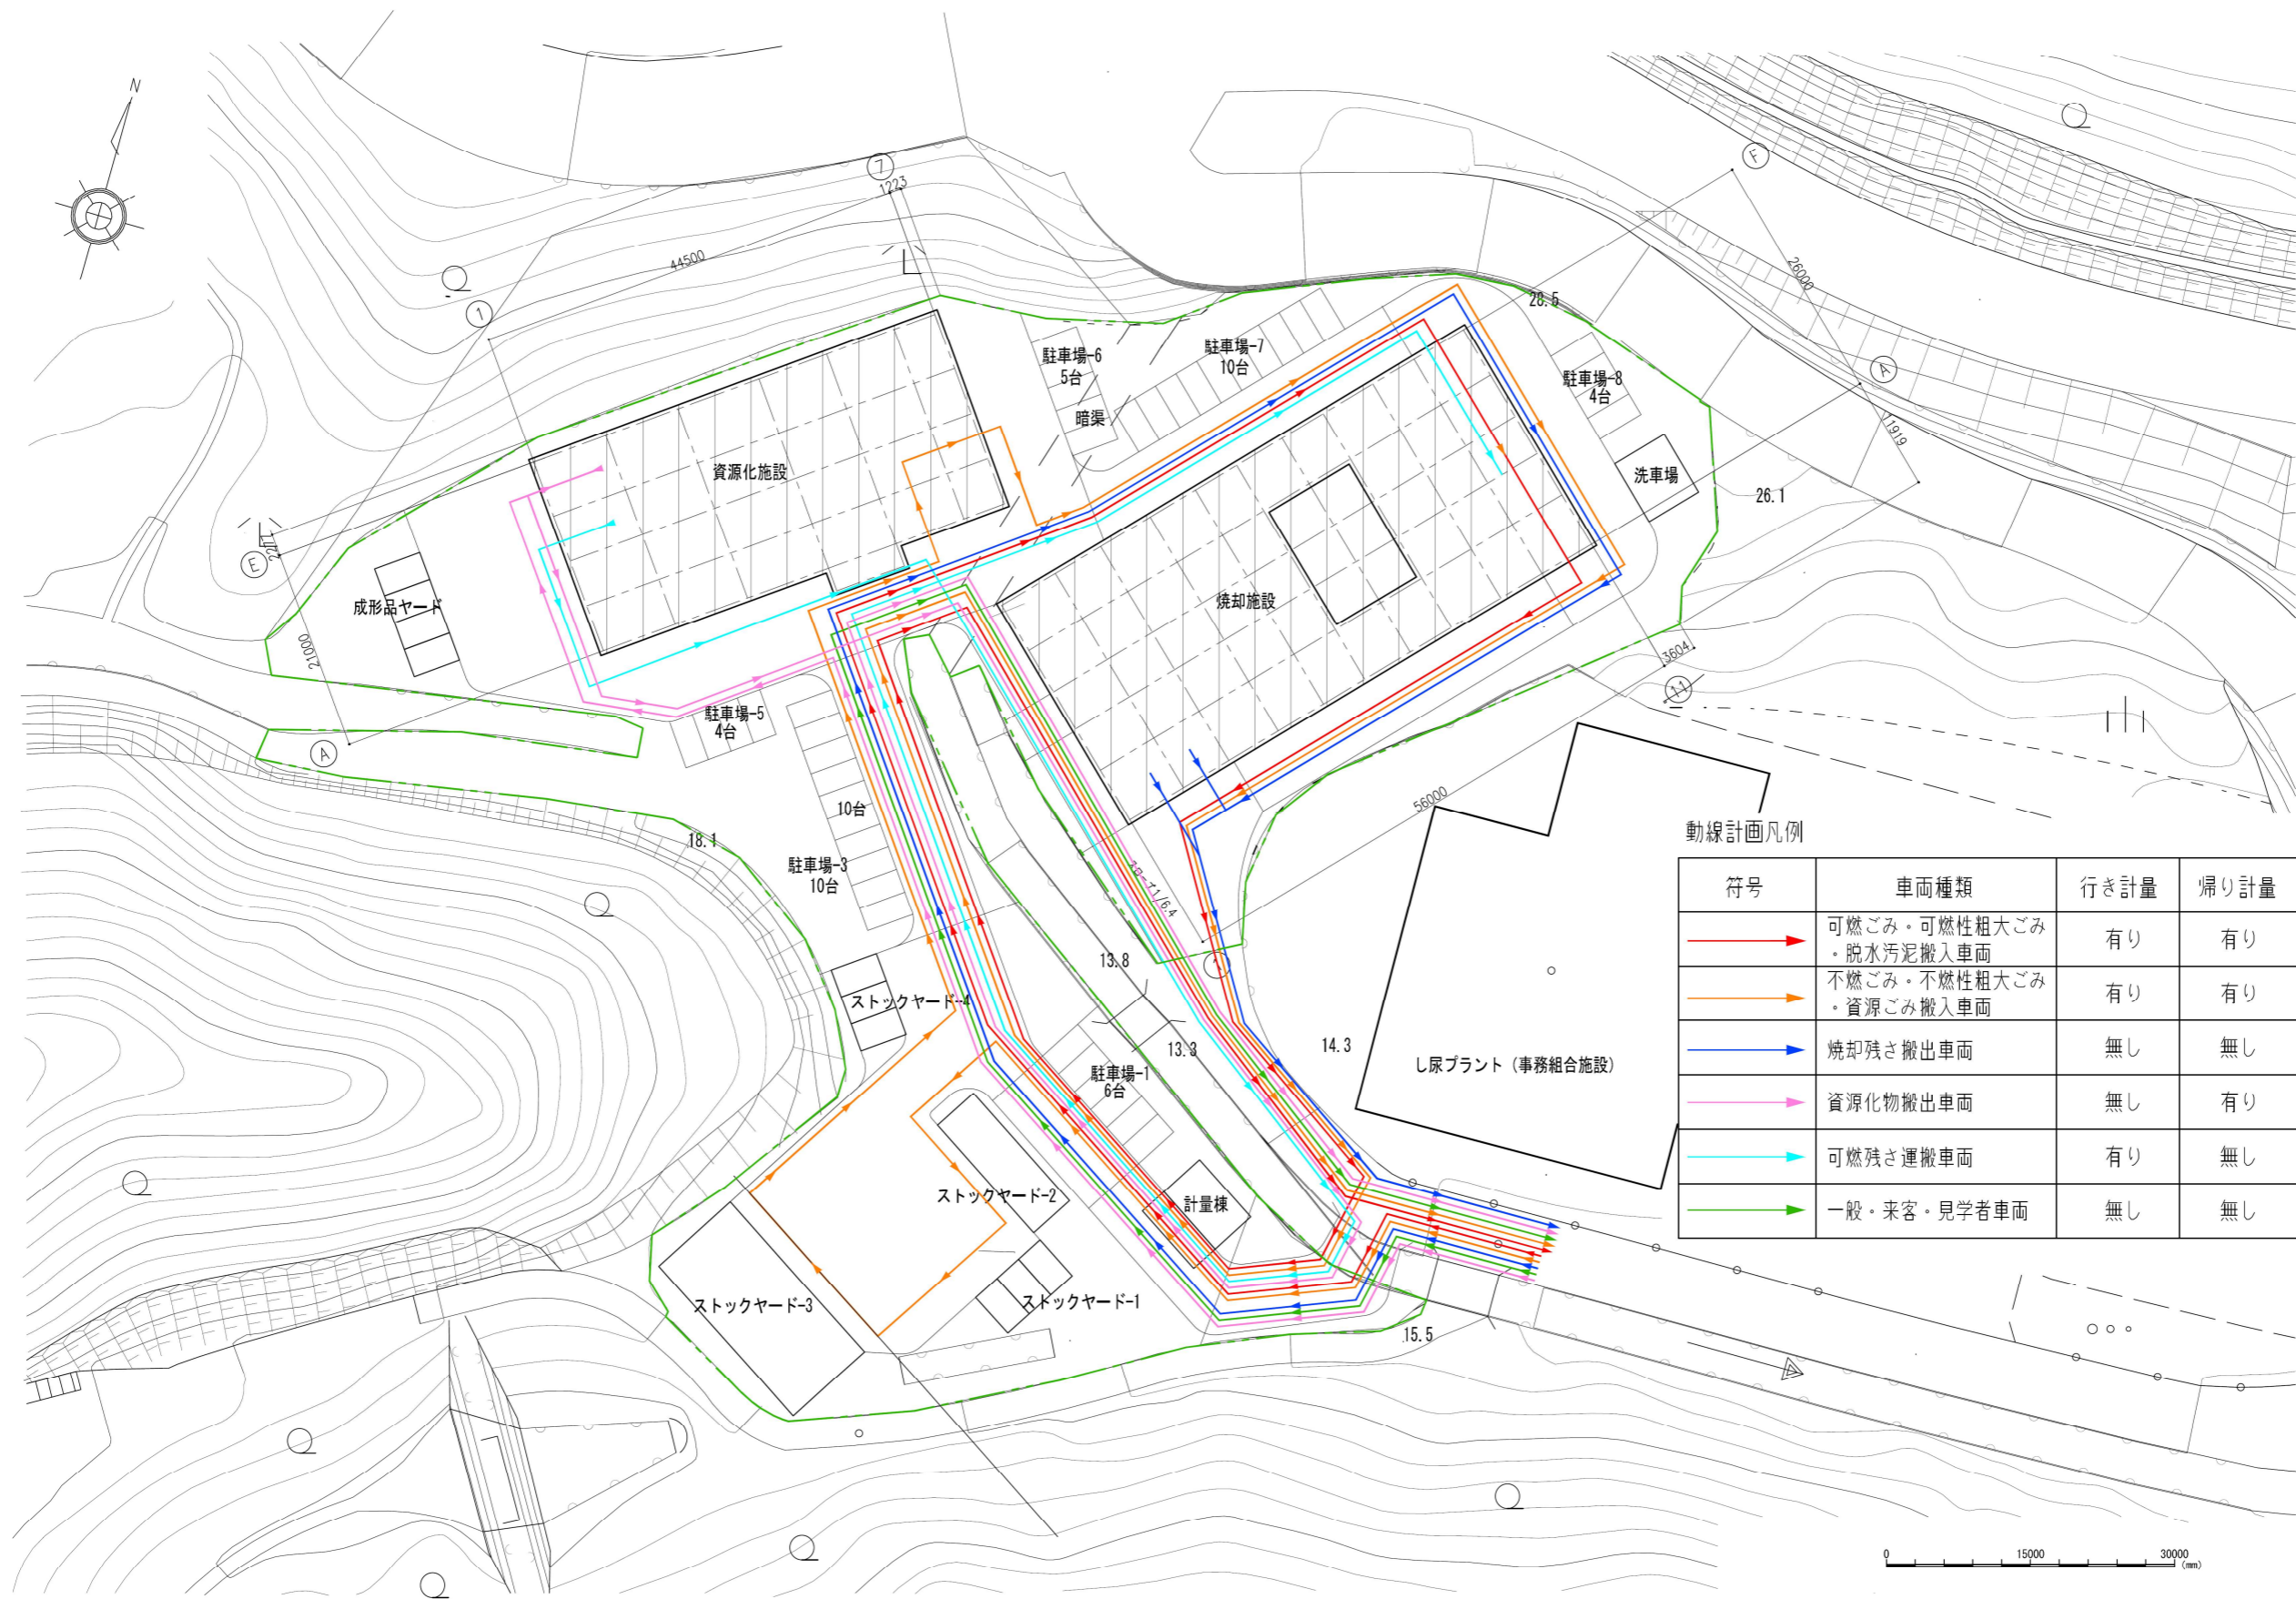 N
7
1223
F
44500
1
26000
28.5
駐車場-6
5台
駐車場-7
10台
駐車場-8
4台
A
1919
暗渠
資源化施設
洗車場
26.1
E
焼却施設
成形品ヤード
21000
3604
11
駐車場-5
4台
A
10台
56000
動線計画凡例
18.1
駐車場-3
10台
スロープ1/6.4
符号
車両種類
行き計量
帰り計量
可燃ごみ・可燃性粗大ごみ
・脱水汚泥搬入車両
有り
有り
不燃ごみ・不燃性粗大ごみ
・資源ごみ搬入車両
有り
有り
焼却残さ搬出車両
無し
無し
資源化物搬出車両
無し
有り
可燃残さ運搬車両
有り
無し
一般・来客・見学者車両
無し
無し
13.8
ストックヤード-4
13.3
14.3
し尿プラント（事務組合施設）
駐車場-1
6台
ストックヤード-2
計量棟
ストックヤード-3
ストックヤード-1
15.5
0
15000
30000
(mm)